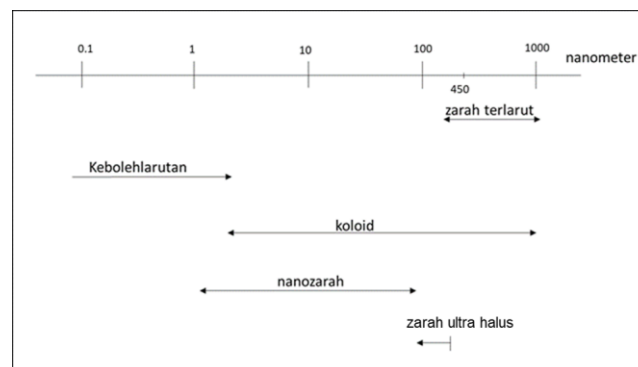 0.1 1 10 100 1000 nanometer
450
zarah terlarut
Kebolehlarutan
koloid
nanozarah
zarah ultra halus